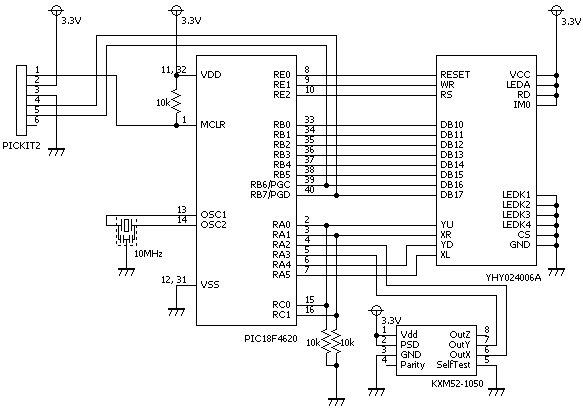 3.3V
3.3V
3.3V
1
2
3
4
5
6
PICKIT2
11, 32 VDD
10k
1 MCLR
13 OSC1
14 OSC2
10MHz
12, 31 VSS
RE0 8 RESET
RE1 9 WR
RE2 10 RS
RB0 33 DB10
RB1 34 DB11
RB2 35 DB12
RB3 36 DB13
RB4 37 DB14
RB5 38 DB15
RB6/PGC 39 DB16
RB7/PGD 40 DB17
RA0 2 YU
RA1 3 XR
RA2 4 YD
RA3 5 XL
RA4 6
RA5 7
RC0 15
RC1 16
PIC18F4620
10k 10k
VCC
LEDA
RD
IM0
LEDK1
LEDK2
LEDK3
LEDK4
CS
GND
YHY024006A
3.3V
1 Vdd OutZ 8
2 PSD OutY 7
3 GND OutX 6
4 Parity SelfTest 5
KXM52-1050